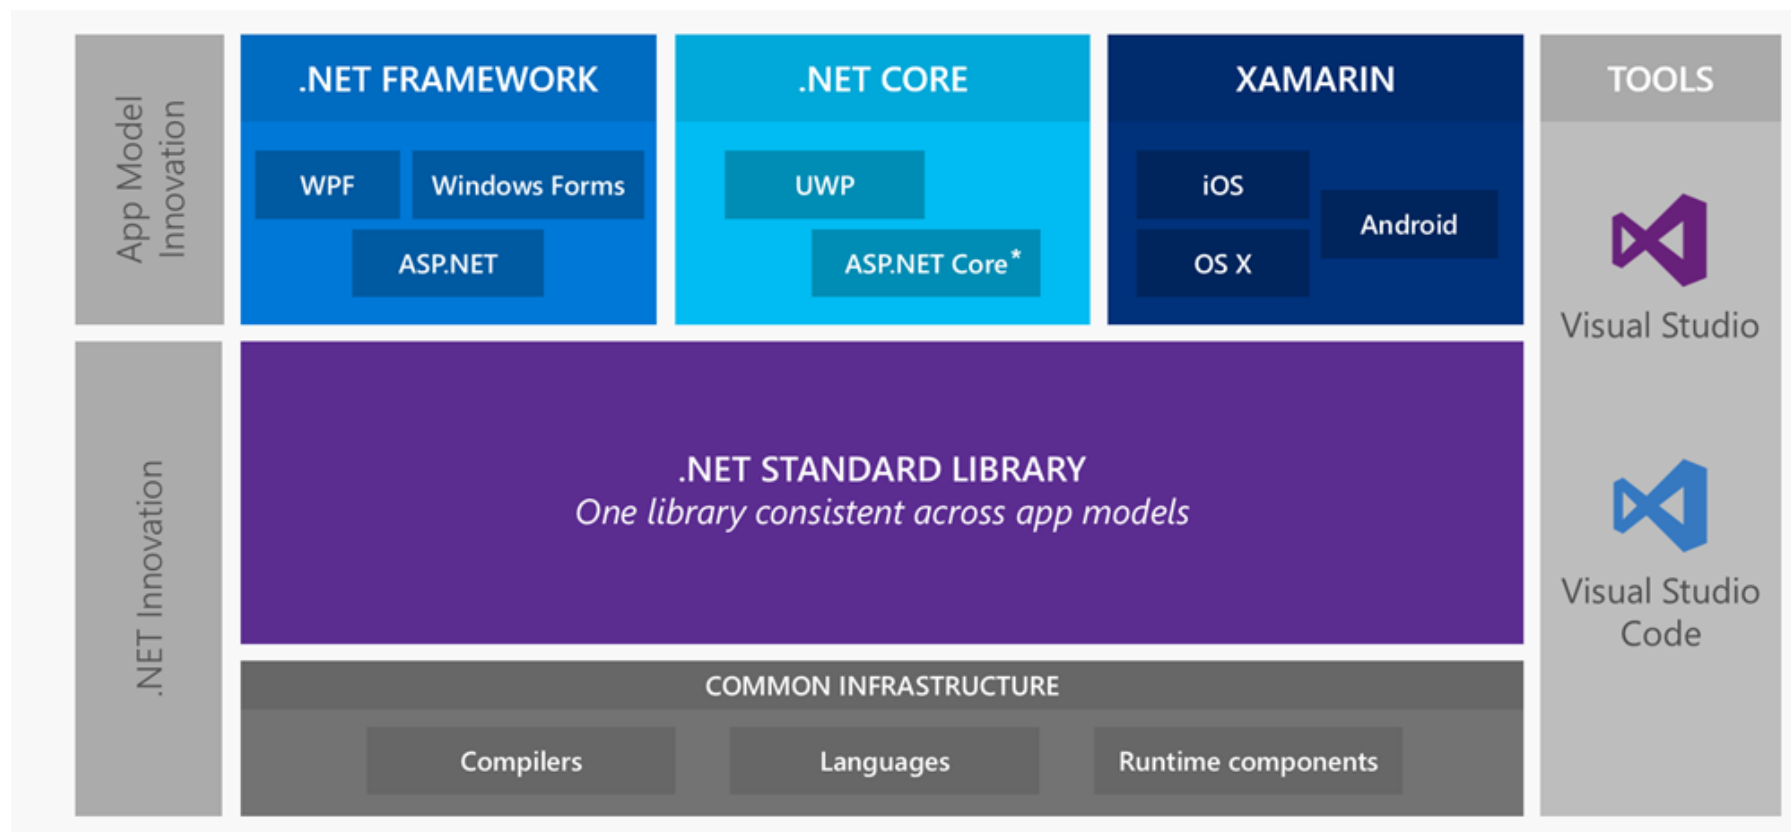 App Model
Innovation
.NET FRAMEWORK
WPF
Windows Forms
ASP.NET
.NET CORE
UWP
ASP.NET Core*
XAMARIN
iOS
Android
OS X
TOOLS
Visual Studio
Visual Studio
Code
.NET Innovation
.NET STANDARD LIBRARY
One library consistent across app models
COMMON INFRASTRUCTURE
Compilers
Languages
Runtime components